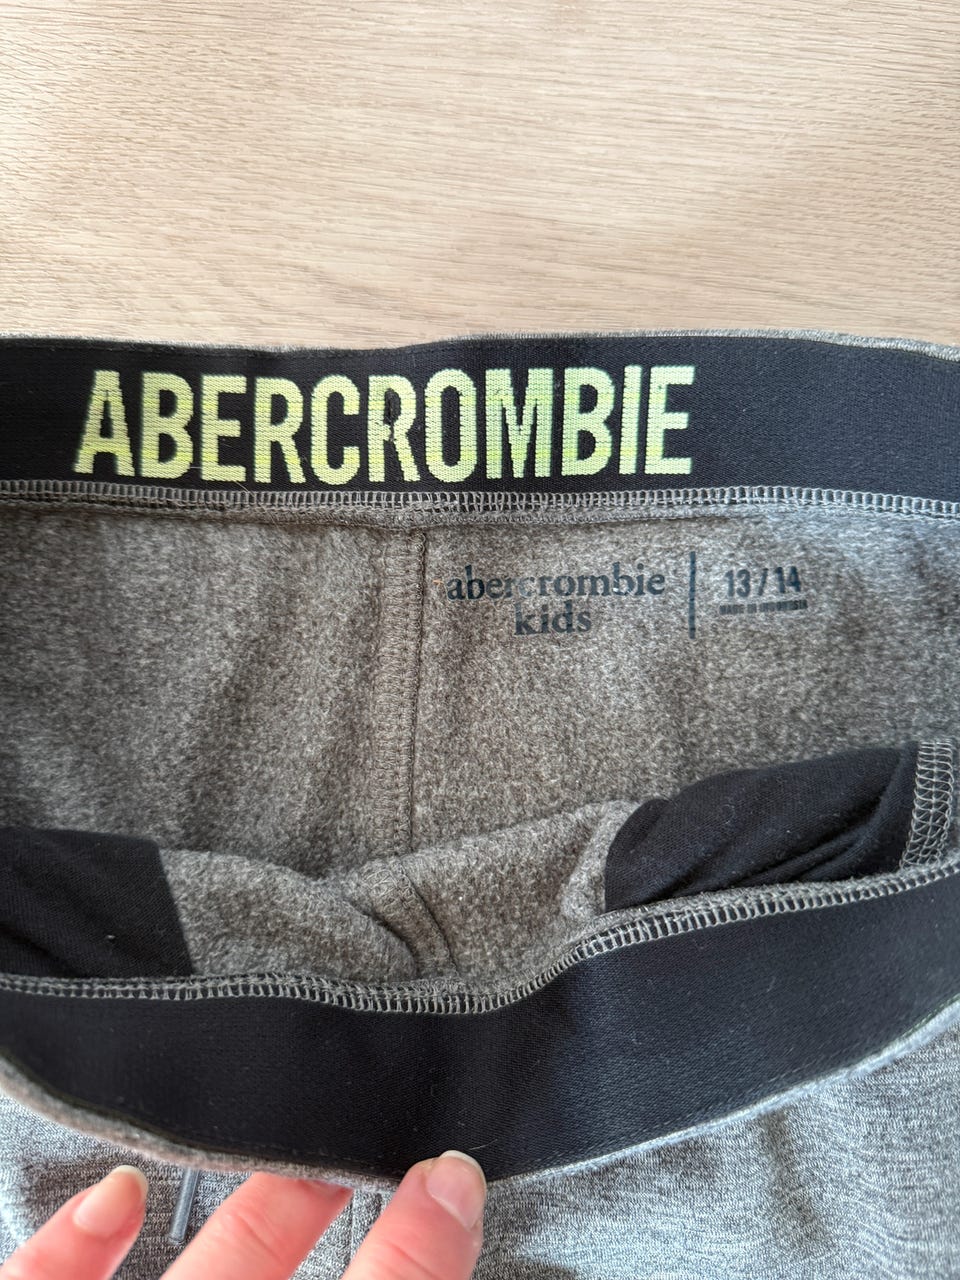 ABERCROMBIE
abercrombie
kids
13/14
MADE IN INDONESIA